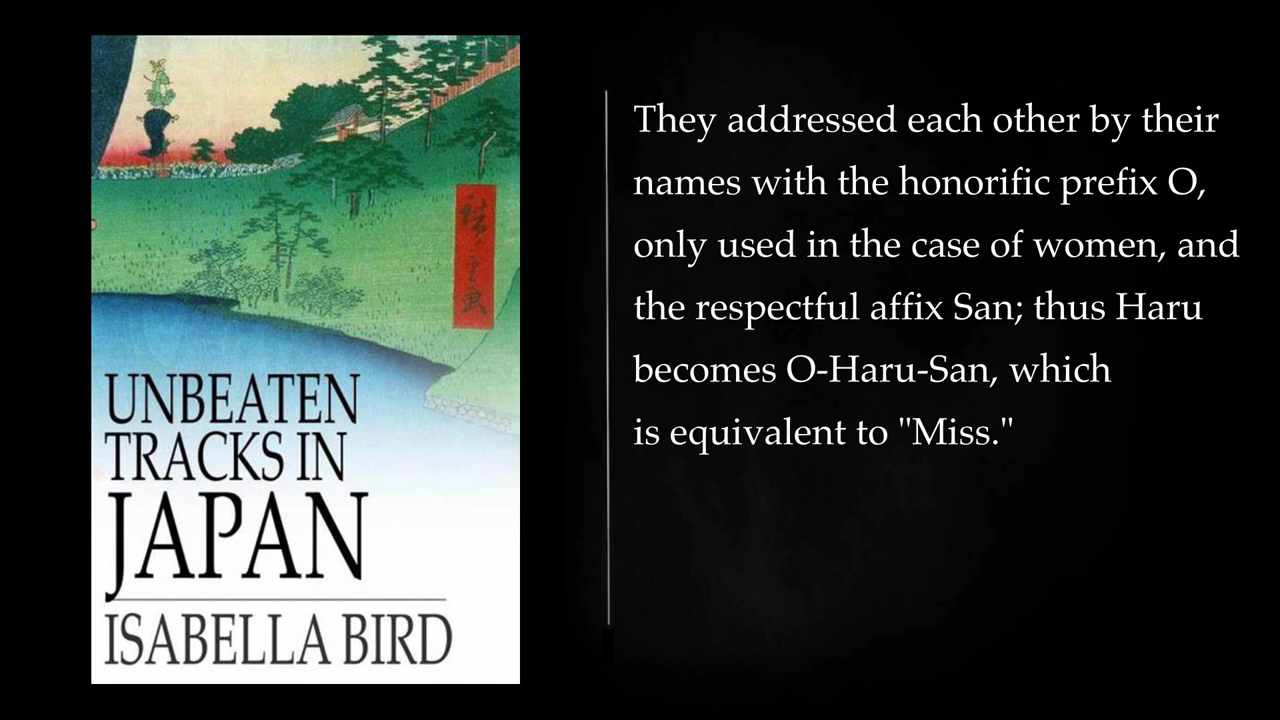 UNBEATEN
TRACKS IN
JAPAN
ISABELLA BIRD
They addressed each other by their
names with the honorific prefix O,
only used in the case of women, and
the respectful affix San; thus Haru
becomes O-Haru-San, which
is equivalent to "Miss."